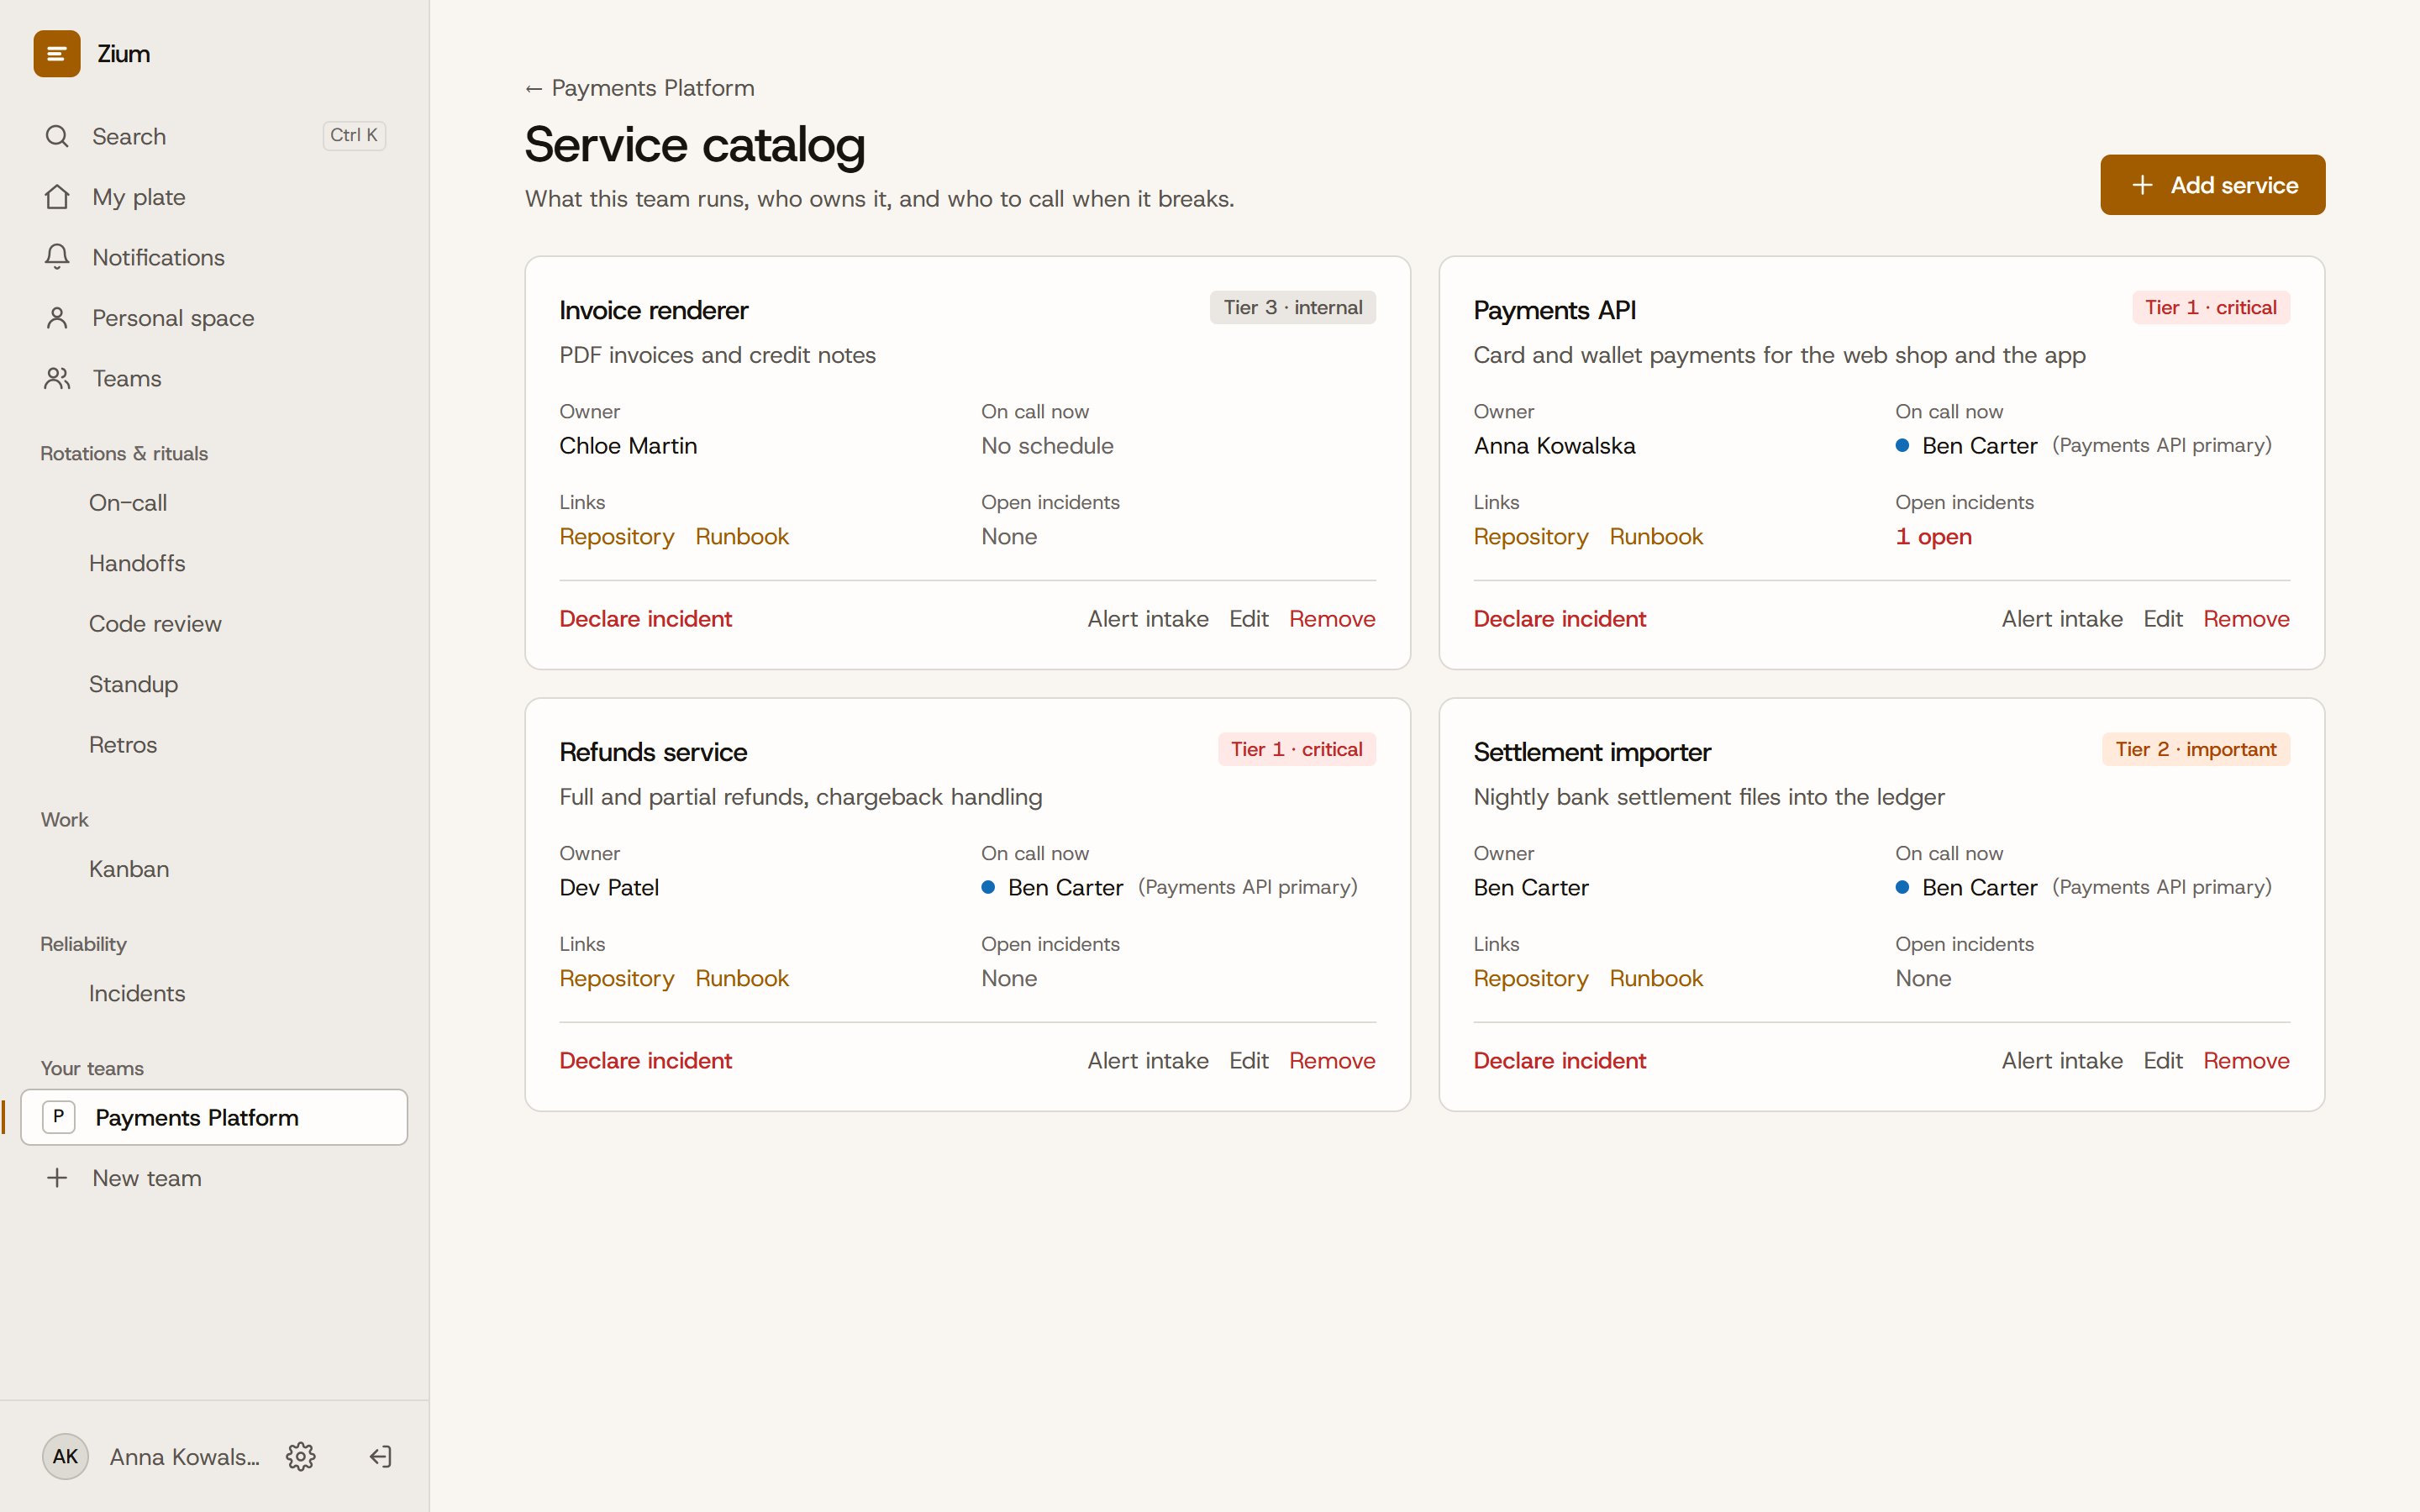 Zium
Search Ctrl K
My plate
Notifications
Personal space
Teams
Rotations & rituals
On-call
Handoffs
Code review
Standup
Retros
Work
Kanban
Reliability
Incidents
Your teams
P Payments Platform
New team
AK Anna Kowals...
← Payments Platform
Service catalog
What this team runs, who owns it, and who to call when it breaks.
Add service
Invoice renderer Tier 3 · internal
PDF invoices and credit notes
Owner On call now
Chloe Martin No schedule
Links Open incidents
Repository Runbook None
Declare incident Alert intake Edit Remove
Payments API Tier 1 · critical
Card and wallet payments for the web shop and the app
Owner On call now
Anna Kowalska Ben Carter (Payments API primary)
Links Open incidents
Repository Runbook 1 open
Declare incident Alert intake Edit Remove
Refunds service Tier 1 · critical
Full and partial refunds, chargeback handling
Owner On call now
Dev Patel Ben Carter (Payments API primary)
Links Open incidents
Repository Runbook None
Declare incident Alert intake Edit Remove
Settlement importer Tier 2 · important
Nightly bank settlement files into the ledger
Owner On call now
Ben Carter Ben Carter (Payments API primary)
Links Open incidents
Repository Runbook None
Declare incident Alert intake Edit Remove